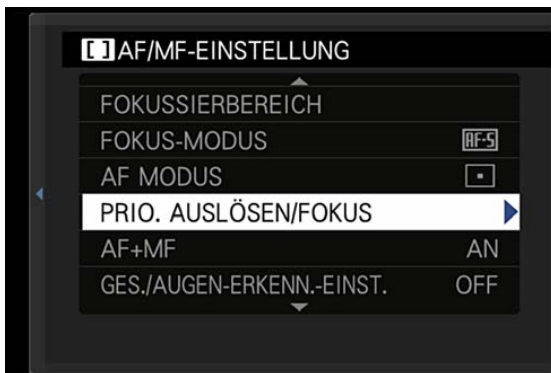 [ ] AF/MF-EINSTELLUNG
FOKUSSIERBEREICH
FOKUS-MODUS AF-S
AF MODUS
PRIO. AUSLÖSEN/FOKUS
AF+MF AN
GES./AUGEN-ERKENN.-EINST. OFF